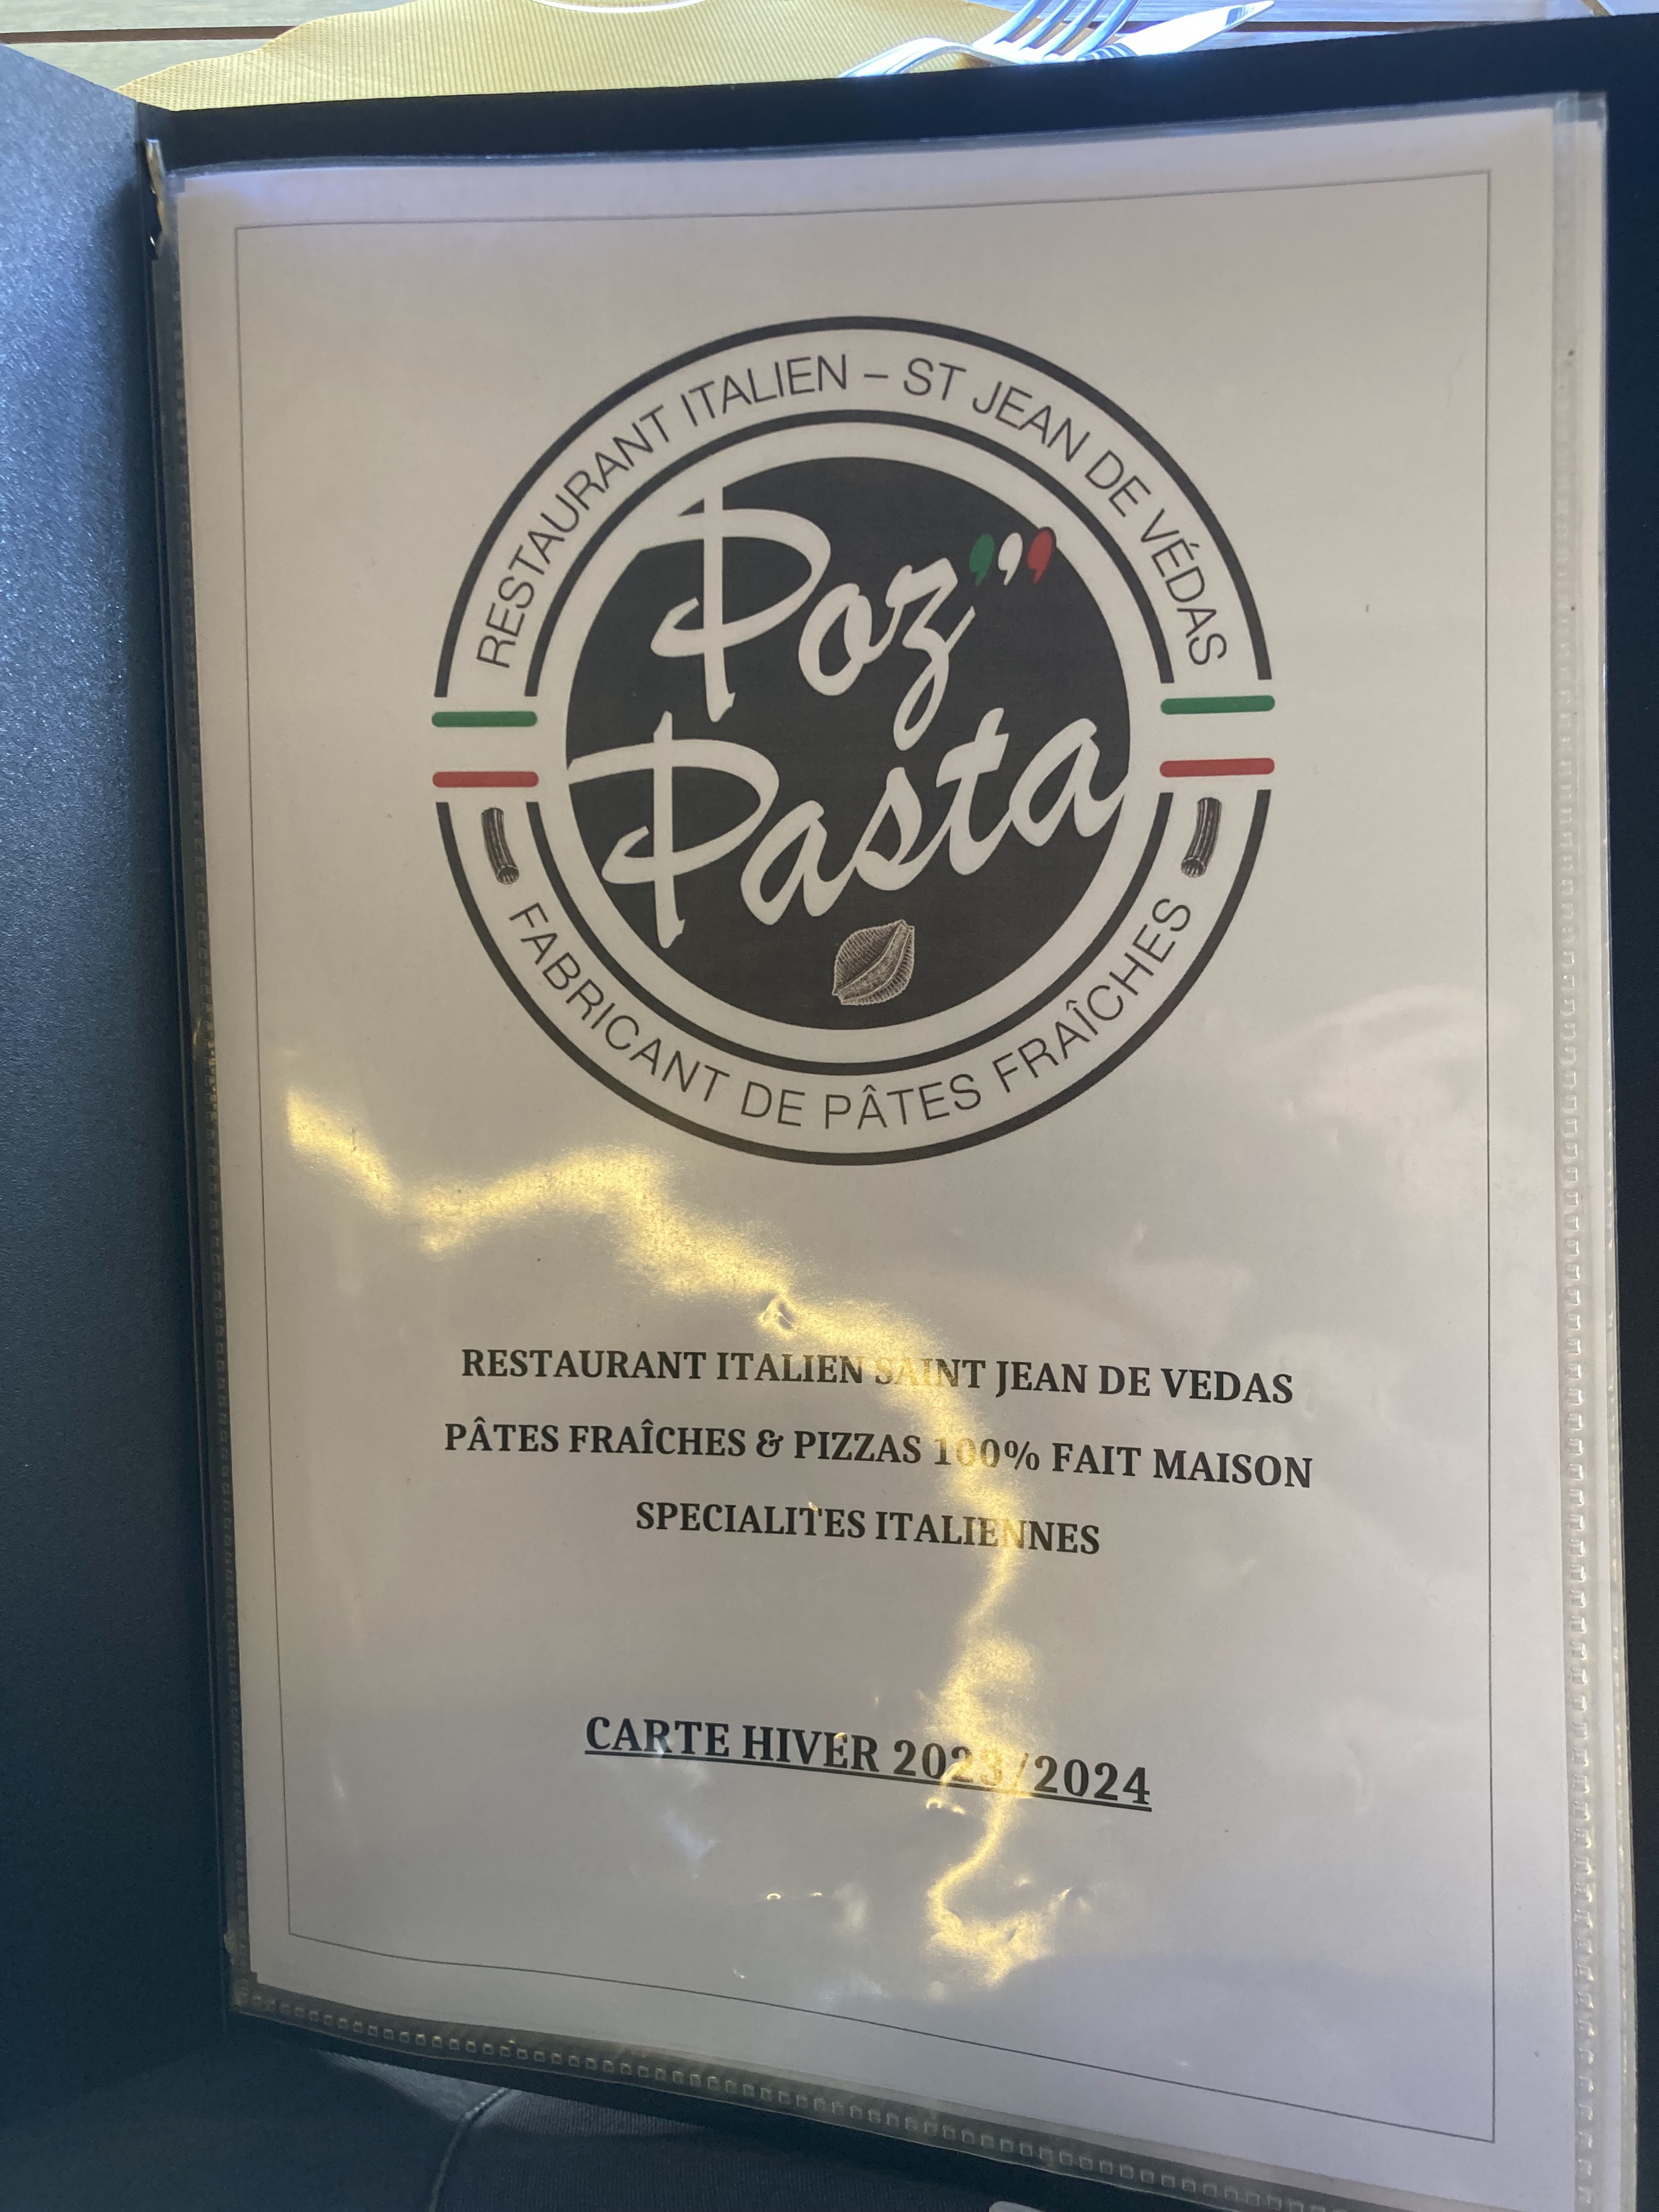 RESTAURANT ITALIEN – ST JEAN DE VÉDAS
Poz'''
Pasta
FABRICANT DE PÂTES FRAÎCHES
RESTAURANT ITALIEN SAINT JEAN DE VEDAS
PÂTES FRAÎCHES & PIZZAS 100% FAIT MAISON
SPECIALITES ITALIENNES
CARTE HIVER 2023/2024